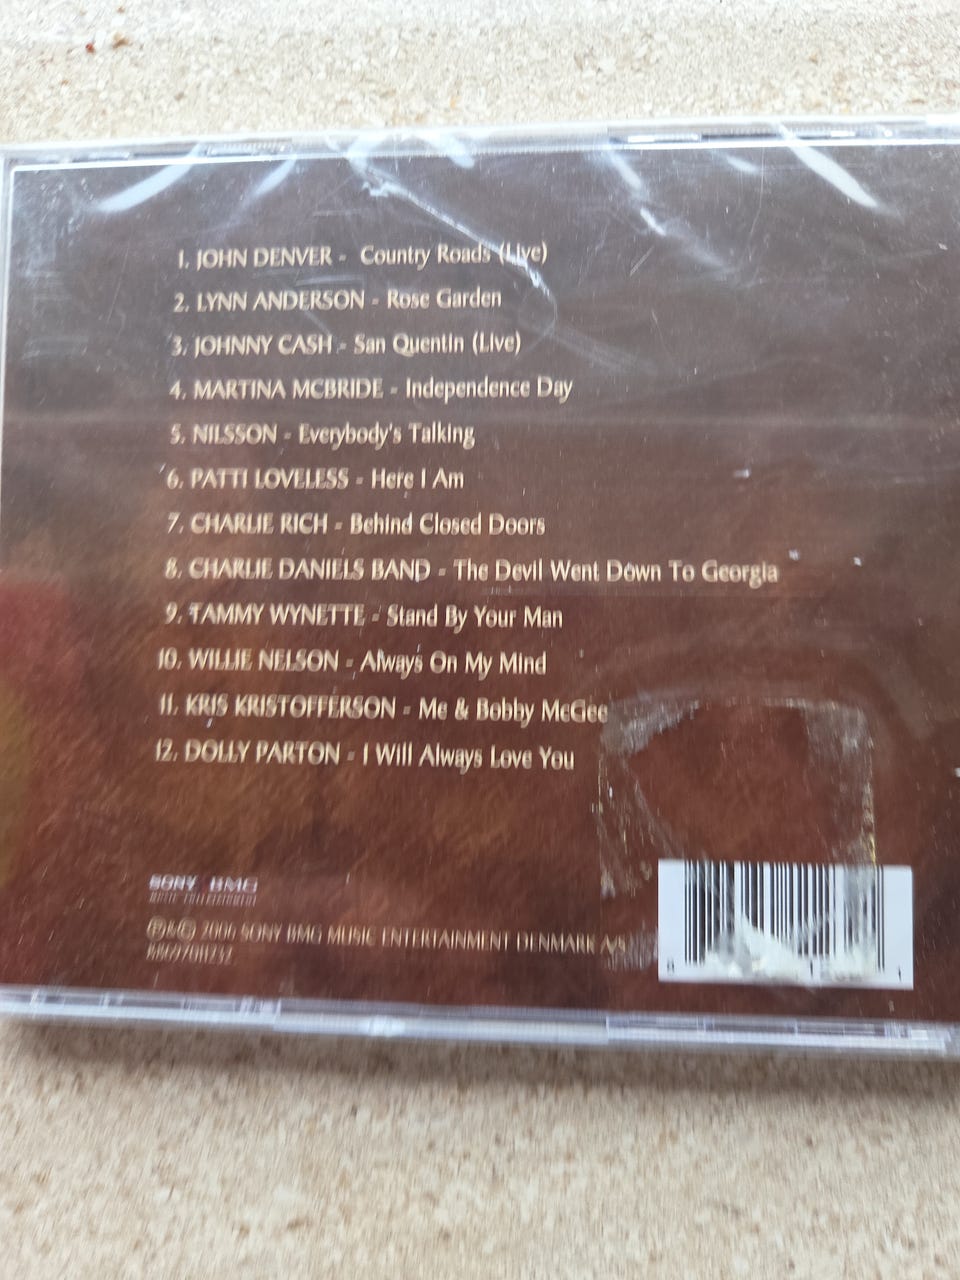 1. JOHN DENVER - Country Roads (Live)
2. LYNN ANDERSON - Rose Garden
3. JOHNNY CASH - San Quentin (Live)
4. MARTINA MCBRIDE - Independence Day
5. NILSSON - Everybody's Talking
6. PATTI LOVELESS - Here I Am
7. CHARLIE RICH - Behind Closed Doors
8. CHARLIE DANIELS BAND - The Devil Went Down To Georgia
9. TAMMY WYNETTE - Stand By Your Man
10. WILLIE NELSON - Always On My Mind
11. KRIS KRISTOFFERSON - Me & Bobby McGee
12. DOLLY PARTON - I Will Always Love You
SONY BMG
MUSIC ENTERTAINMENT
℗&© 2006 SONY BMG MUSIC ENTERTAINMENT DENMARK A/S